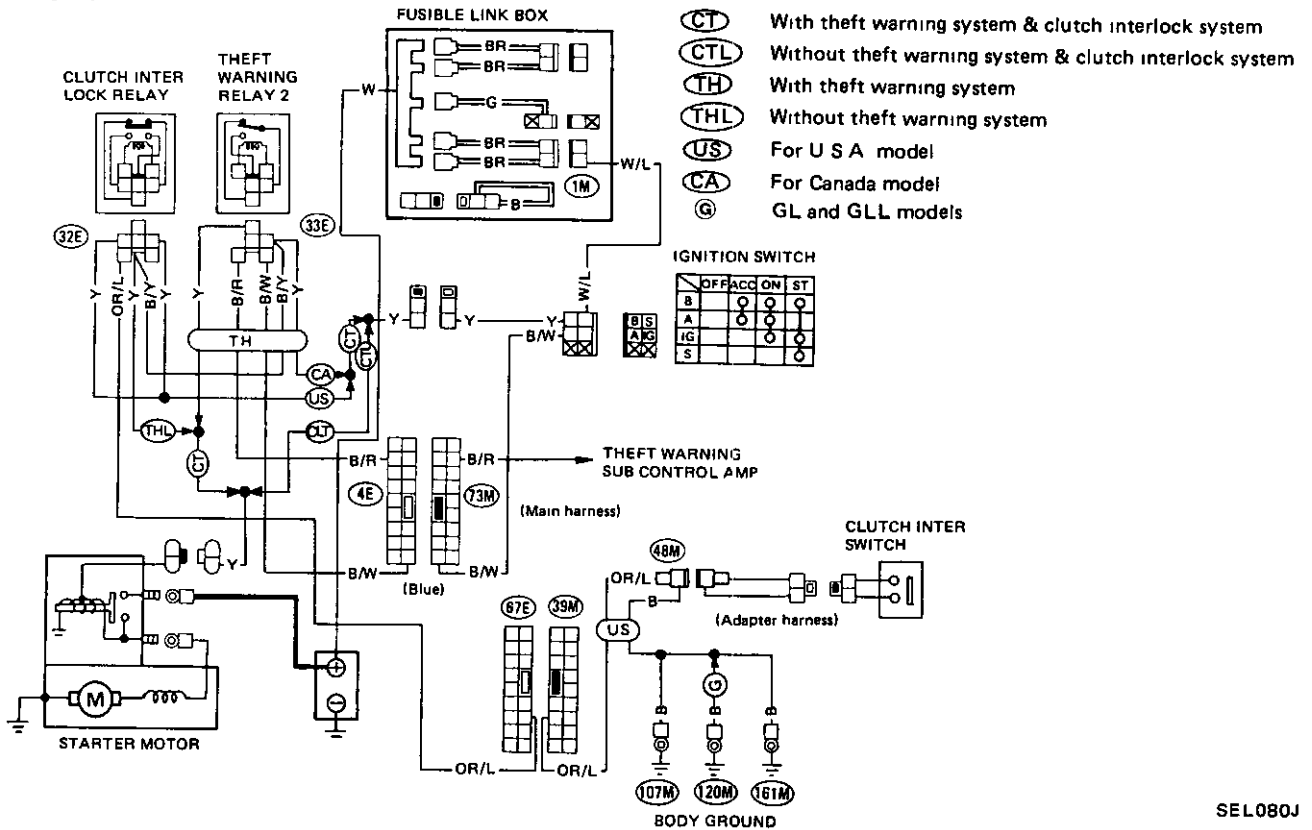 FUSIBLE LINK BOX
CT With theft warning system & clutch interlock system
CTL Without theft warning system & clutch interlock system
TH With theft warning system
THL Without theft warning system
US For U S A model
CA For Canada model
G GL and GLL models
CLUTCH INTER
LOCK RELAY
THEFT
WARNING
RELAY 2
BR
BR
W
G
BR
BR
W/L
1M
B
32E
33E
Y
OR/L
Y
B/Y
Y
Y
B/R
B/W
B/Y
Y
TH
W/L
IGNITION SWITCH
OFF ACC ON ST
B
A
IG
S
CT
CTL
Y
Y
Y
B/W
B S
A IG
CA
US
THL
CLT
CT
B/R
B/R
THEFT WARNING
SUB CONTROL AMP
4E
73M
(Main harness)
B/W
B/W
(Blue)
Y
CLUTCH INTER
SWITCH
48M
OR/L
B
(Adapter harness)
67E
39M
US
G
B
B
B
M
STARTER MOTOR
OR/L
OR/L
107M
120M
161M
BODY GROUND
SEL080J